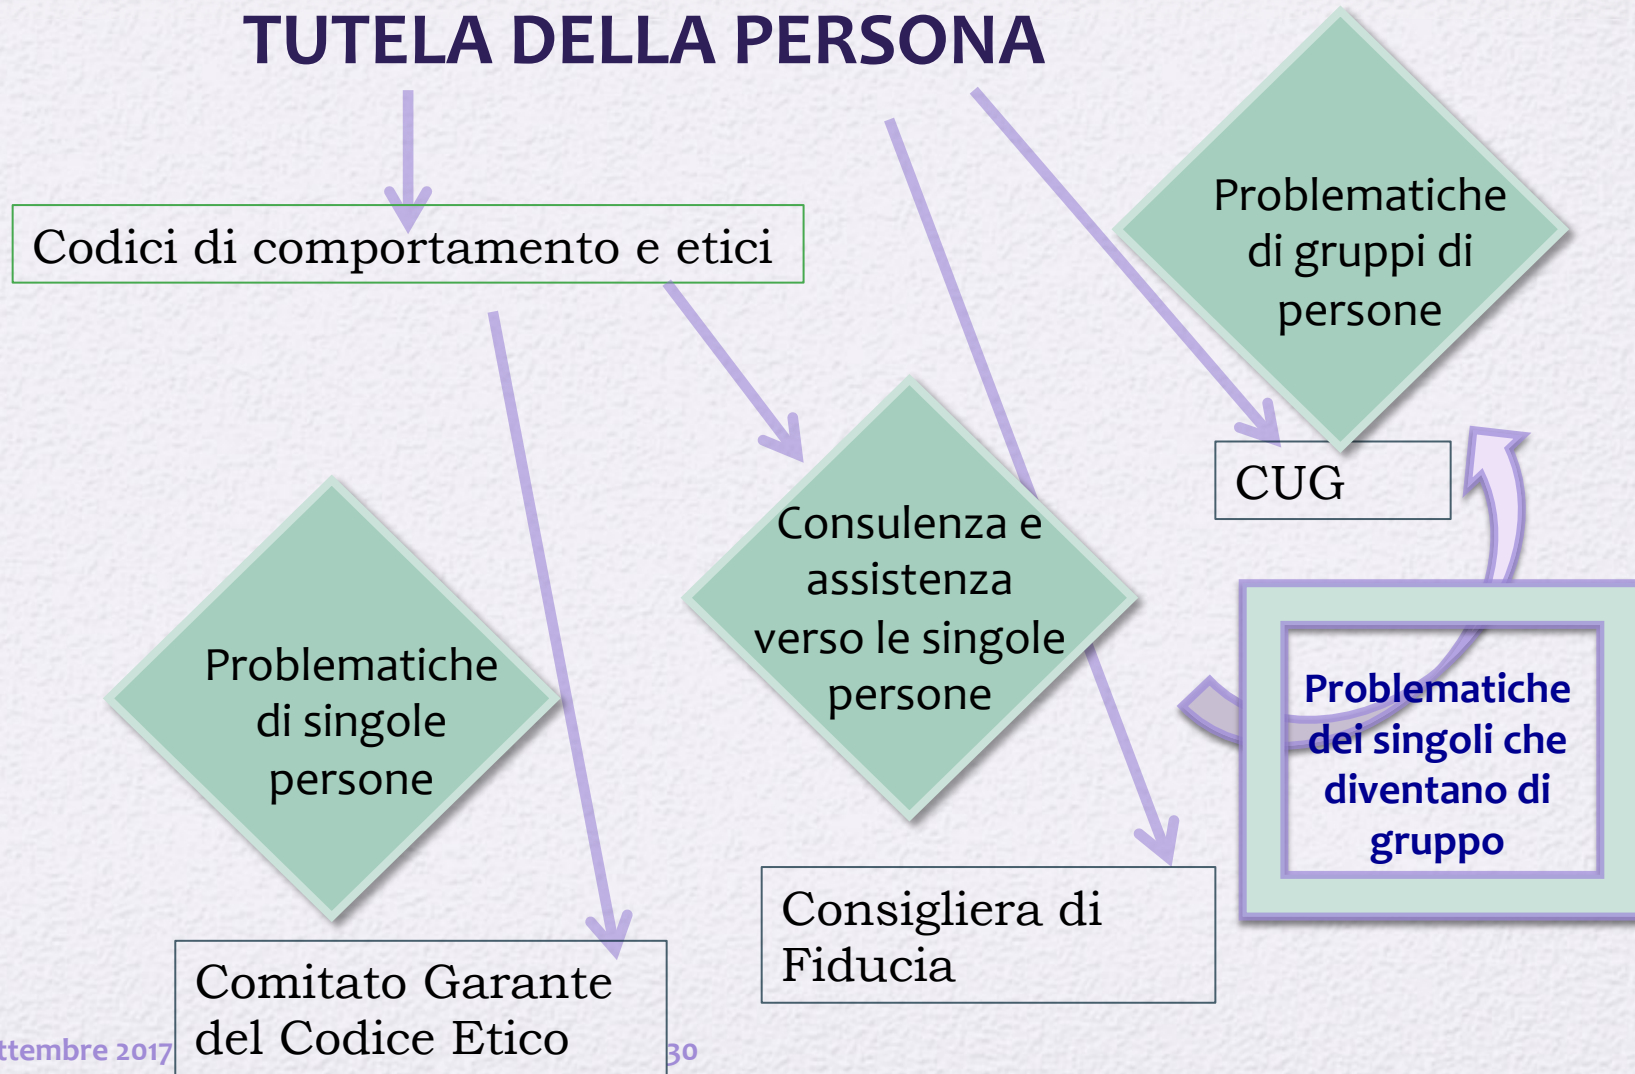 TUTELA DELLA PERSONA
Codici di comportamento e etici
Problematiche
di gruppi di
persone
CUG
Consulenza e
assistenza
verso le singole
persone
Problematiche
di singole
persone
Problematiche
dei singoli che
diventano di
gruppo
Consigliera di
Fiducia
Comitato Garante
del Codice Etico
2017
30